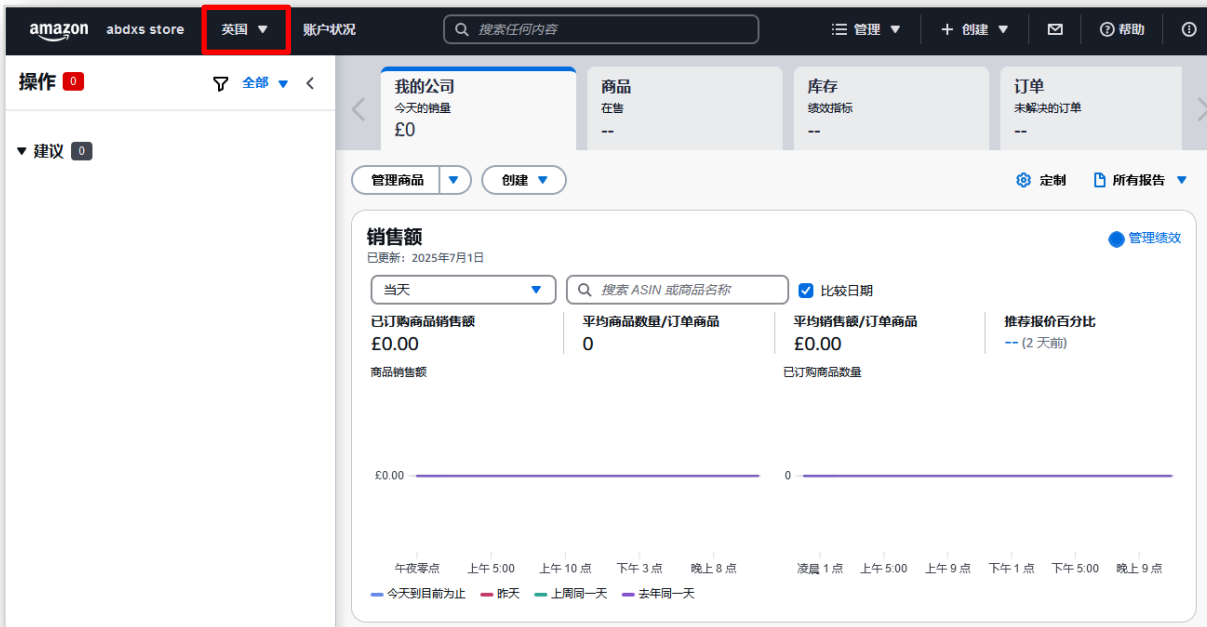 amazon abdxs store 英国 账户状况 搜索任何内容 管理 创建 帮助
操作 0 全部
建议 0
我的公司
今天的销量
£0
商品
在售
--
库存
绩效指标
--
订单
未解决的订单
--
管理商品 创建 定制 所有报告
销售额 管理绩效
已更新：2025年7月1日
当天 搜索 ASIN 或商品名称 比较日期
已订购商品销售额 平均商品数量/订单商品 平均销售额/订单商品 推荐报价百分比
£0.00 0 £0.00 -- (2 天前)
商品销售额 已订购商品数量
£0.00 0
午夜零点 上午 5:00 上午 10 点 下午 3 点 晚上 8 点 凌晨 1 点 上午 5:00 上午 9 点 下午 1 点 下午 5:00 晚上 9 点
今天到目前为止 昨天 上周同一天 去年同一天